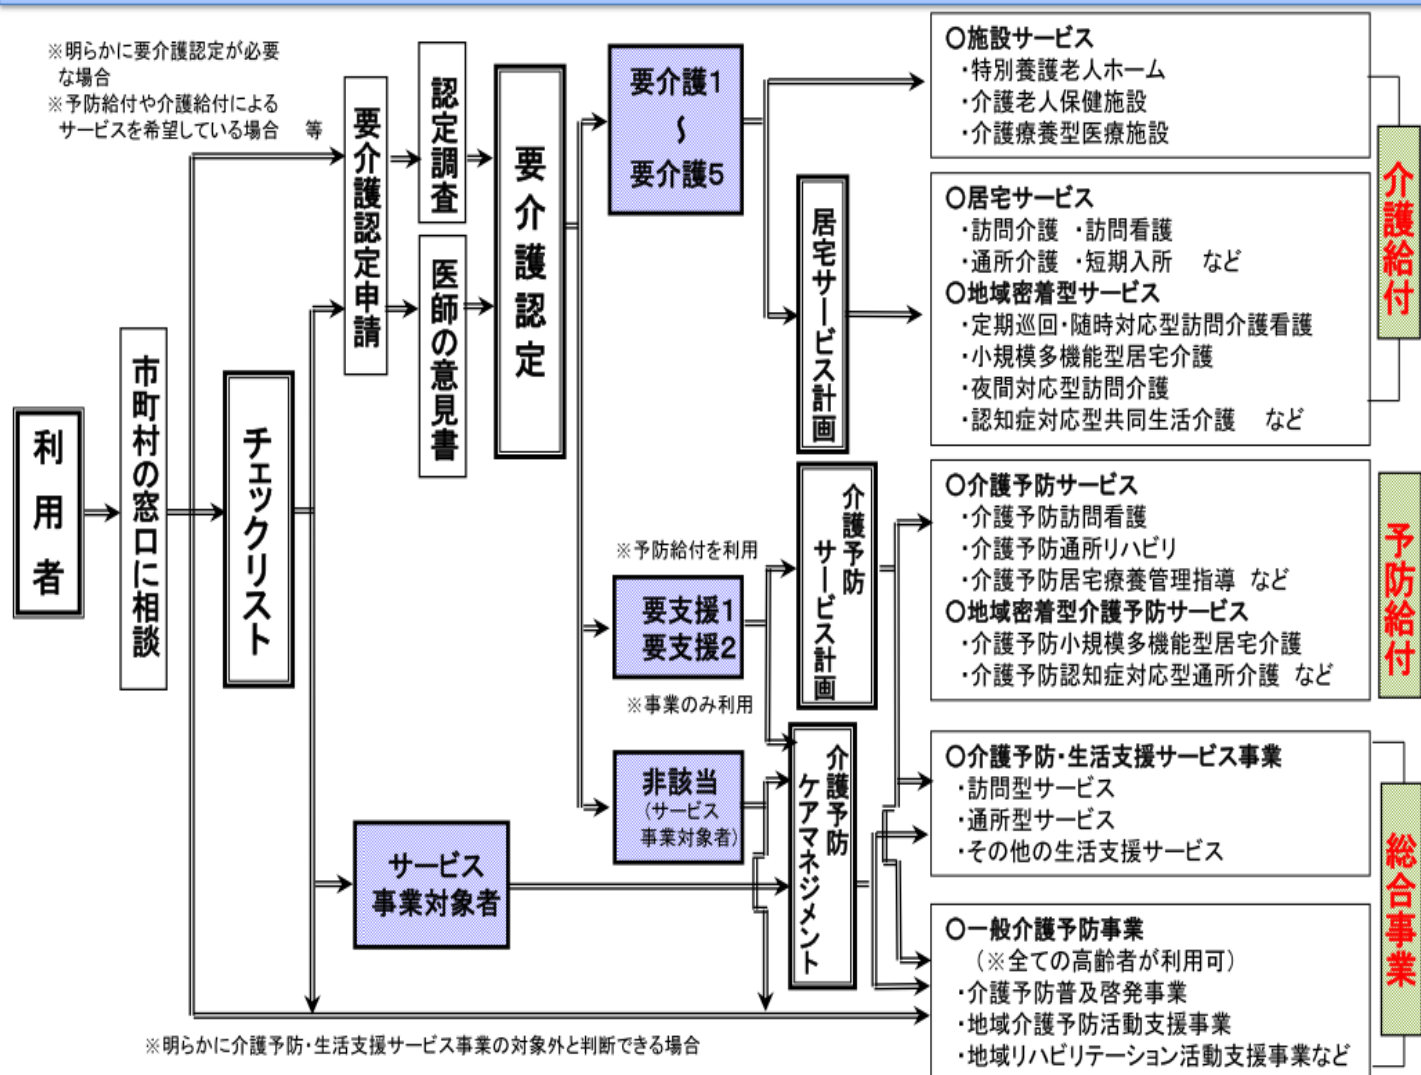 ※明らかに要介護認定が必要
な場合
※予防給付や介護給付による
サービスを希望している場合 等
利用者
市町村の窓口に相談
チェックリスト
要介護認定申請
認定調査
医師の意見書
要介護認定
要介護1
〜
要介護5
※予防給付を利用
要支援1
要支援2
※事業のみ利用
非該当
(サービス
事業対象者)
サービス
事業対象者
※明らかに介護予防・生活支援サービス事業の対象外と判断できる場合
居宅サービス計画
介護予防
サービス計画
介護予防
ケアマネジメント
〇施設サービス
・特別養護老人ホーム
・介護老人保健施設
・介護療養型医療施設
〇居宅サービス
・訪問介護 ・訪問看護
・通所介護 ・短期入所 など
〇地域密着型サービス
・定期巡回・随時対応型訪問介護看護
・小規模多機能型居宅介護
・夜間対応型訪問介護
・認知症対応型共同生活介護 など
介護給付
〇介護予防サービス
・介護予防訪問看護
・介護予防通所リハビリ
・介護予防居宅療養管理指導 など
〇地域密着型介護予防サービス
・介護予防小規模多機能型居宅介護
・介護予防認知症対応型通所介護 など
予防給付
〇介護予防・生活支援サービス事業
・訪問型サービス
・通所型サービス
・その他の生活支援サービス
〇一般介護予防事業
(※全ての高齢者が利用可)
・介護予防普及啓発事業
・地域介護予防活動支援事業
・地域リハビリテーション活動支援事業など
総合事業